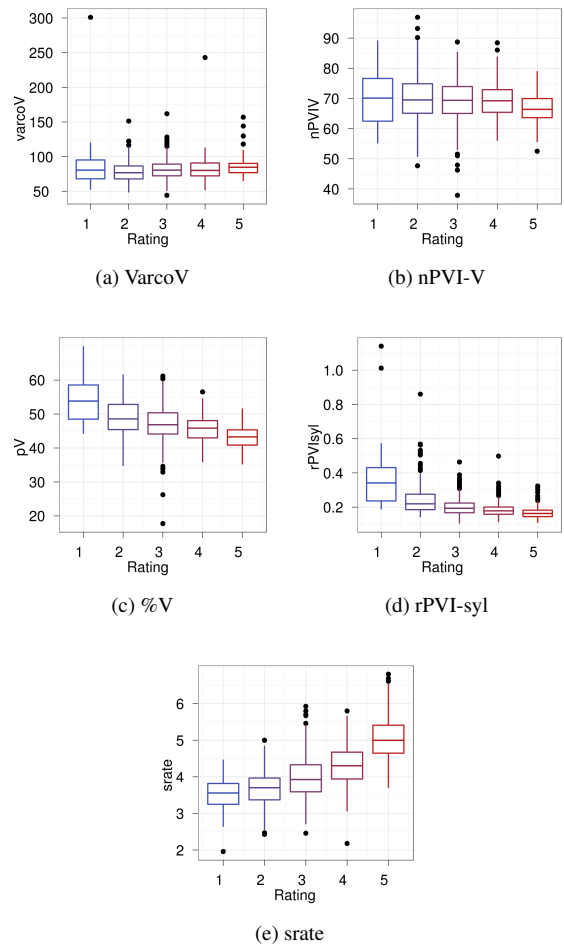 300
250
200
150
100
50
varcoV
1 2 3 4 5
Rating
(a) VarcoV
90
80
70
60
50
40
nPVIV
1 2 3 4 5
Rating
(b) nPVI-V
60
50
40
30
20
pV
1 2 3 4 5
Rating
(c) %V
1.0
0.8
0.6
0.4
0.2
rPVIsyl
1 2 3 4 5
Rating
(d) rPVI-syl
6
5
4
3
2
srate
1 2 3 4 5
Rating
(e) srate